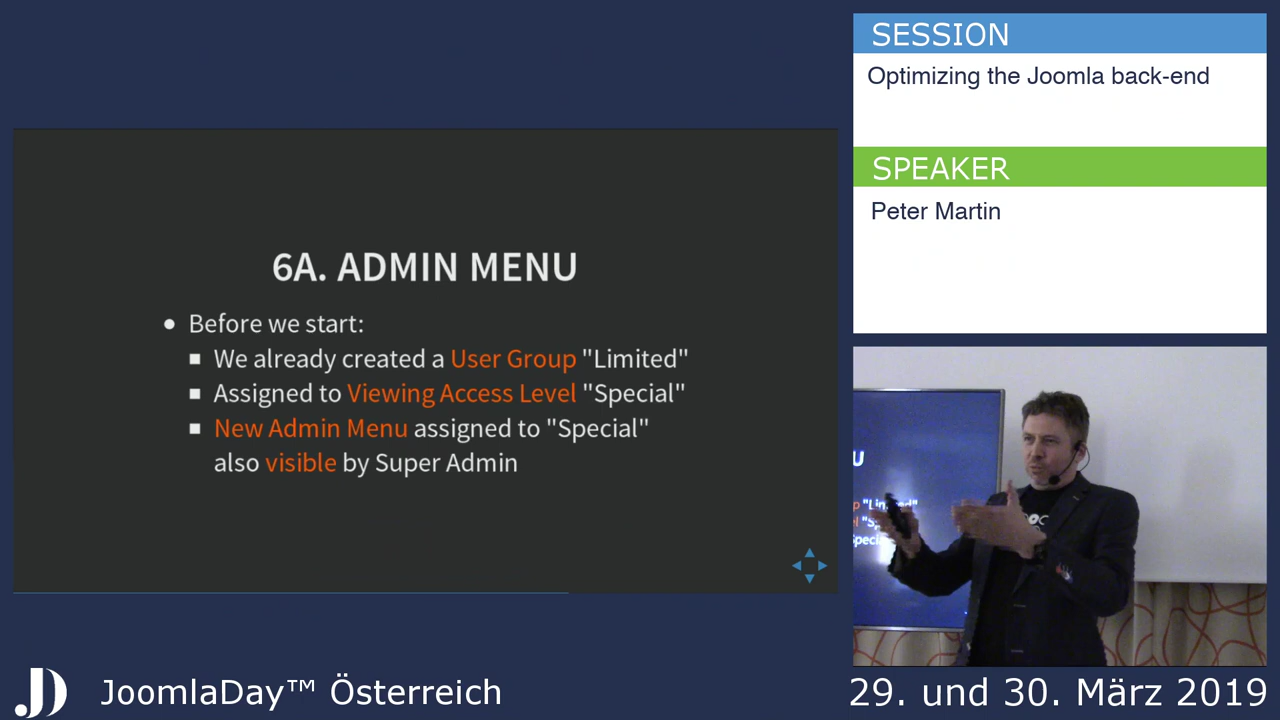 SESSION
Optimizing the Joomla back-end
SPEAKER
Peter Martin
6A. ADMIN MENU
● Before we start:
■ We already created a User Group "Limited"
■ Assigned to Viewing Access Level "Special"
■ New Admin Menu assigned to "Special"
also visible by Super Admin
JoomlaDay™ Österreich
29. und 30. März 2019